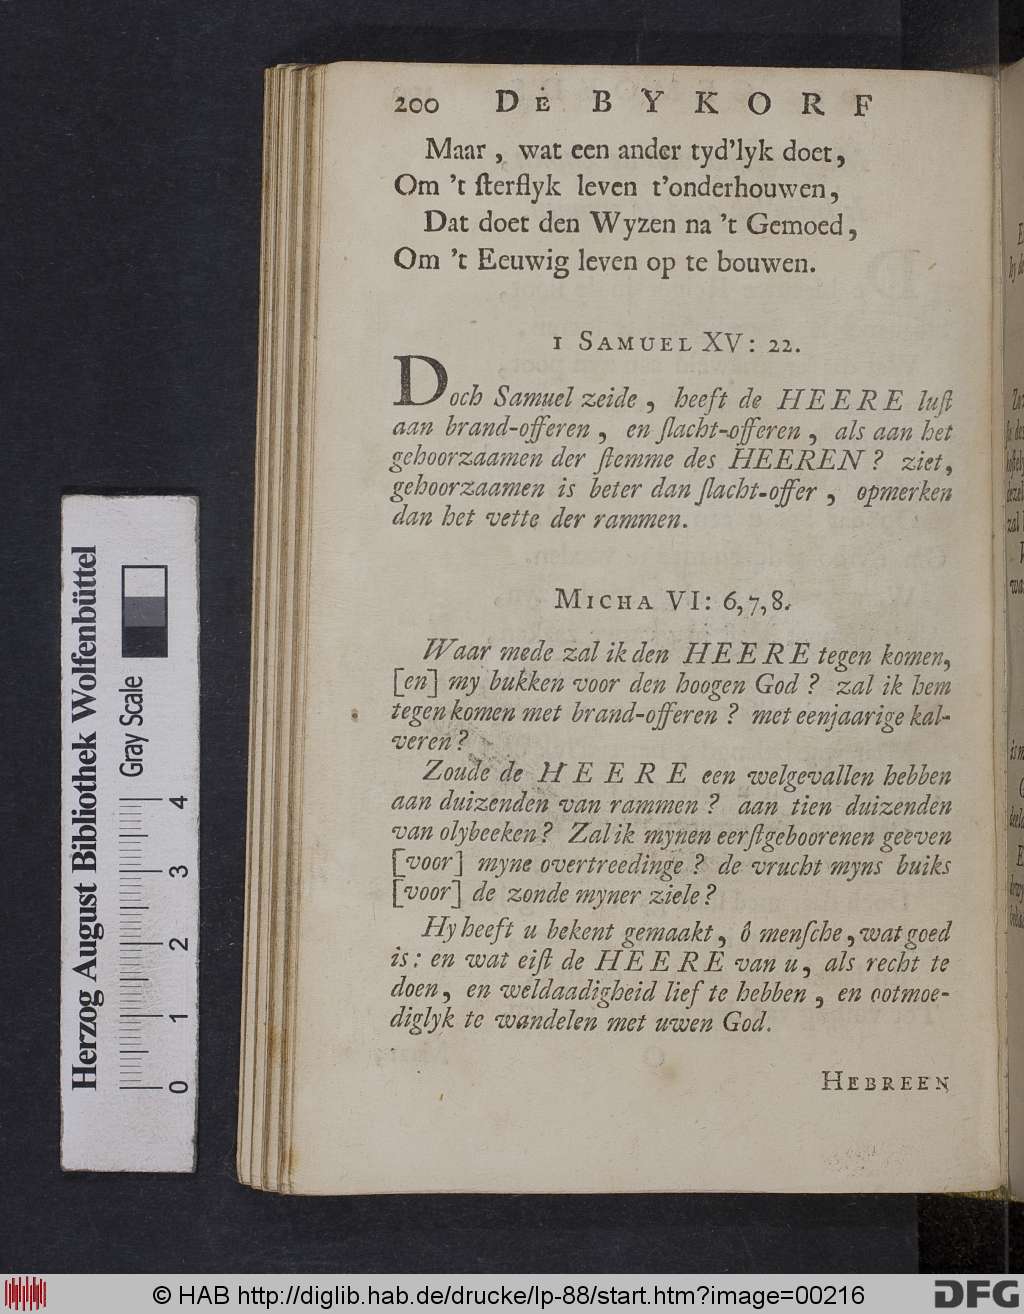 200 DE BYKORF
Maar, wat een ander tyd'lyk doet,
Om 't ſterflyk leven t'onderhouwen,
Dat doet den Wyzen na 't Gemoed,
Om 't Eeuwig leven op te bouwen.
1 SAMUEL XV: 22.
Doch Samuel zeide, heeft de HEERE luſt
aan brand-offeren, en ſlacht-offeren, als aan het
gehoorzaamen der ſtemme des HEEREN? ziet,
gehoorzaamen is beter dan ſlacht-offer, opmerken
dan het vette der rammen.
MICHA VI: 6,7,8.
Waar mede zal ik den HEERE tegen komen,
[en] my bukken voor den hoogen God? zal ik hem
tegen komen met brand-offeren? met eenjaarige kal-
veren?
Zoude de HEERE een welgevallen hebben
aan duizenden van rammen? aan tien duizenden
van olybeeken? Zal ik mynen eerſtgeboorenen geeven
[voor] myne overtreedinge? de vrucht myns buiks
[voor] de zonde myner ziele?
Hy heeft u bekent gemaakt, ô menſche, wat goed
is: en wat eiſt de HEERE van u, als recht te
doen, en weldaadigheid lief te hebben, en ootmoe-
diglyk te wandelen met uwen God.
HEBREEN
Herzog August Bibliothek Wolfenbüttel
Gray Scale
0 1 2 3 4
© HAB http://diglib.hab.de/drucke/lp-88/start.htm?image=00216
DFG